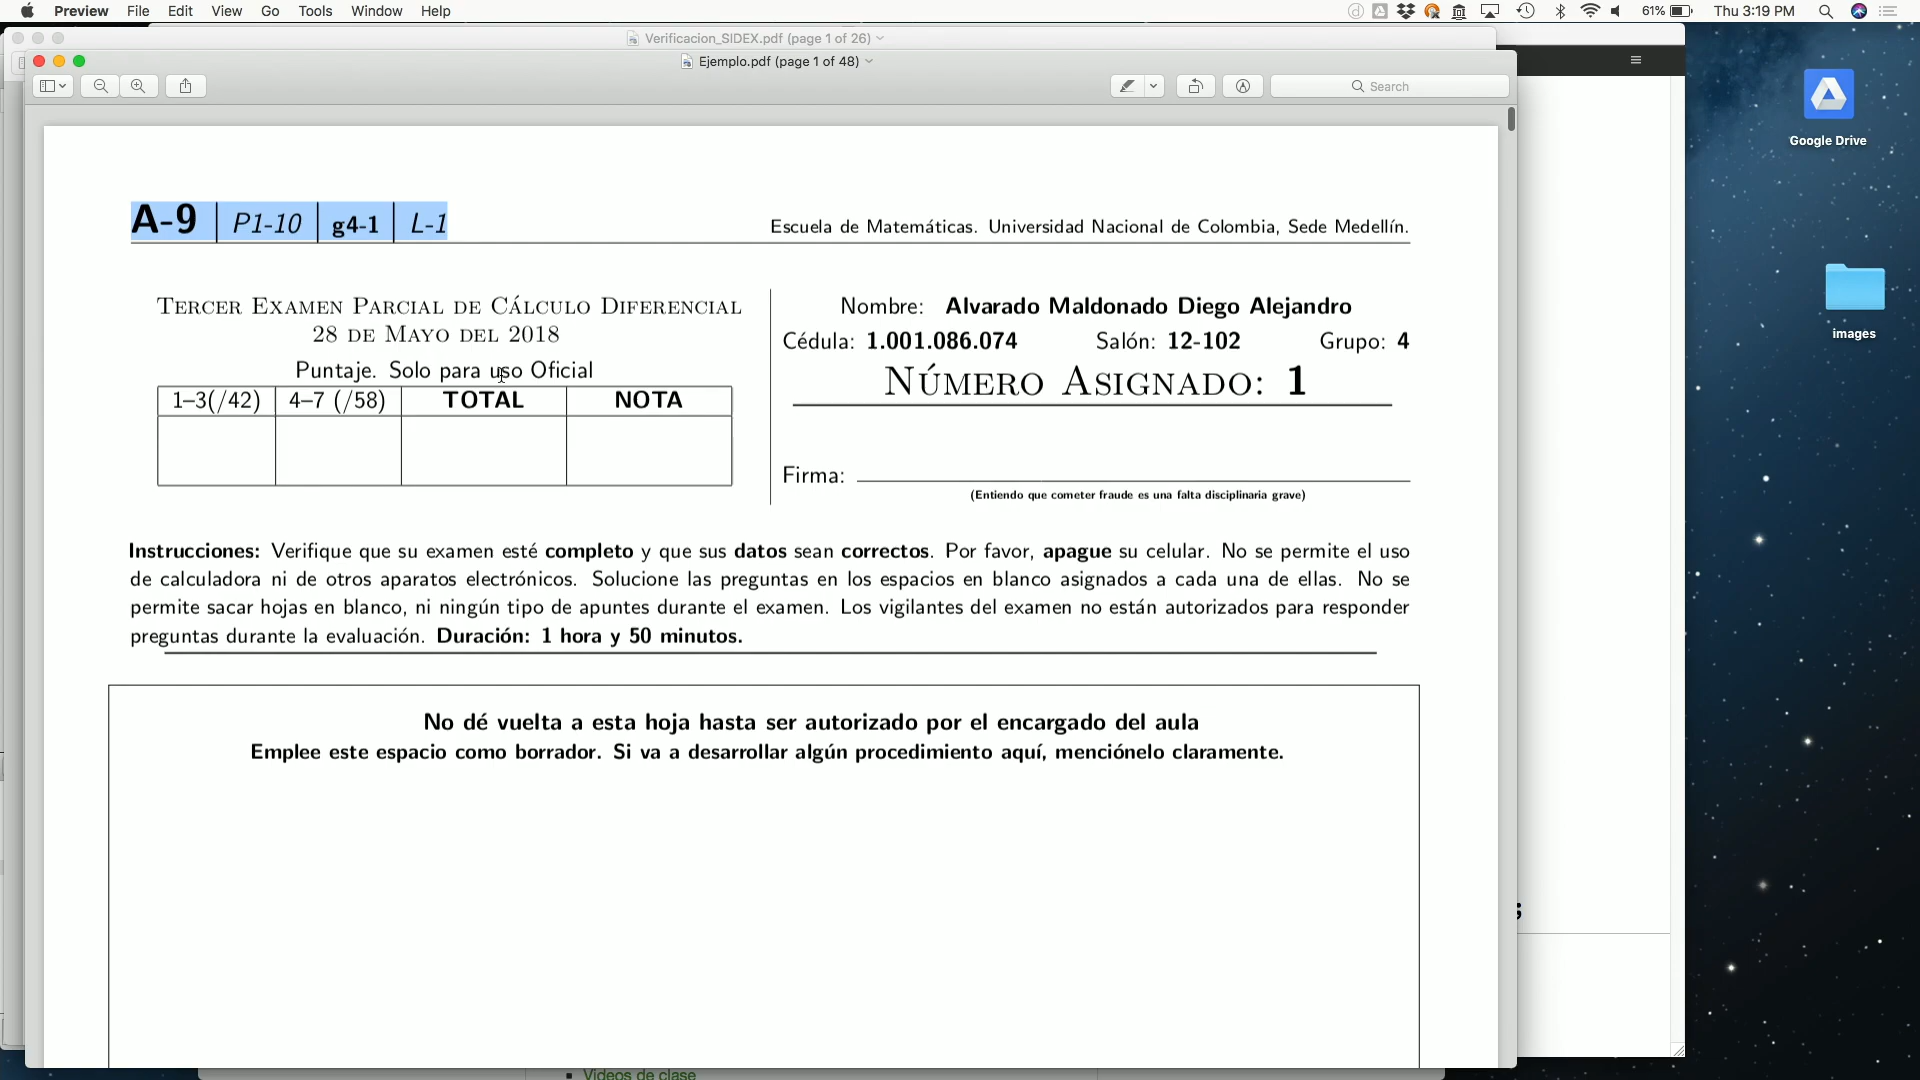 Preview File Edit View Go Tools Window Help
61% Thu 3:19 PM
Verificacion_SIDEX.pdf (page 1 of 26)
Ejemplo.pdf (page 1 of 48)
Search
Google Drive
images
A-9 P1-10 g4-1 L-1
Escuela de Matemáticas. Universidad Nacional de Colombia, Sede Medellín.
Tercer Examen Parcial de Cálculo Diferencial
28 de Mayo del 2018
Puntaje. Solo para uso Oficial
1–3(/42) 4–7 (/58) TOTAL NOTA
Nombre: Alvarado Maldonado Diego Alejandro
Cédula: 1.001.086.074 Salón: 12-102 Grupo: 4
Número Asignado: 1
Firma:
(Entiendo que cometer fraude es una falta disciplinaria grave)
Instrucciones: Verifique que su examen esté completo y que sus datos sean correctos. Por favor, apague su celular. No se permite el uso
de calculadora ni de otros aparatos electrónicos. Solucione las preguntas en los espacios en blanco asignados a cada una de ellas. No se
permite sacar hojas en blanco, ni ningún tipo de apuntes durante el examen. Los vigilantes del examen no están autorizados para responder
preguntas durante la evaluación. Duración: 1 hora y 50 minutos.
No dé vuelta a esta hoja hasta ser autorizado por el encargado del aula
Emplee este espacio como borrador. Si va a desarrollar algún procedimiento aquí, menciónelo claramente.
Videos de clase